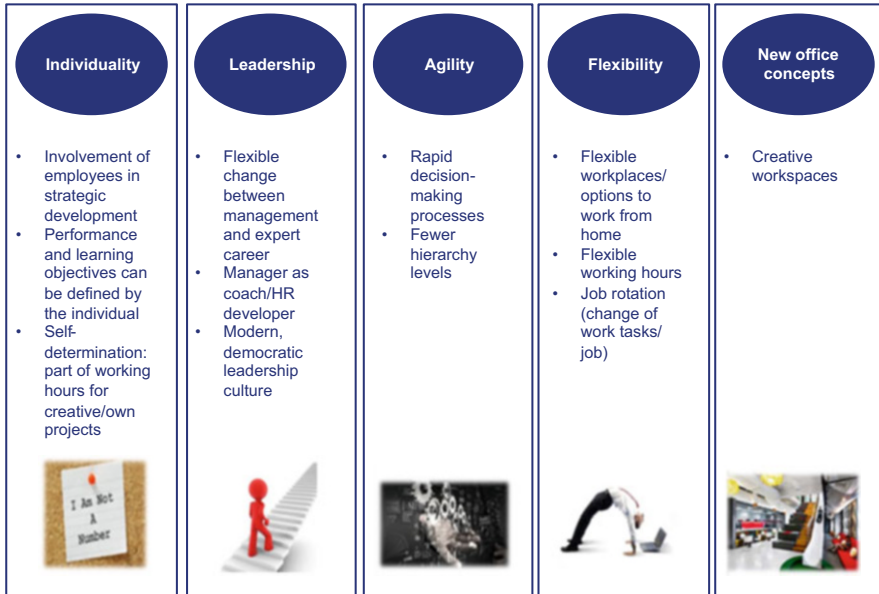 Individuality
• Involvement of
employees in
strategic
development
• Performance
and learning
objectives can
be defined by
the individual
• Self-
determination:
part of working
hours for
creative/own
projects
I Am Not
A
Number
Leadership
• Flexible
change
between
management
and expert
career
• Manager as
coach/HR
developer
• Modern,
democratic
leadership
culture
Agility
• Rapid
decision-
making
processes
• Fewer
hierarchy
levels
Flexibility
• Flexible
workplaces/
options to
work from
home
• Flexible
working hours
• Job rotation
(change of
work tasks/
job)
New office
concepts
• Creative
workspaces